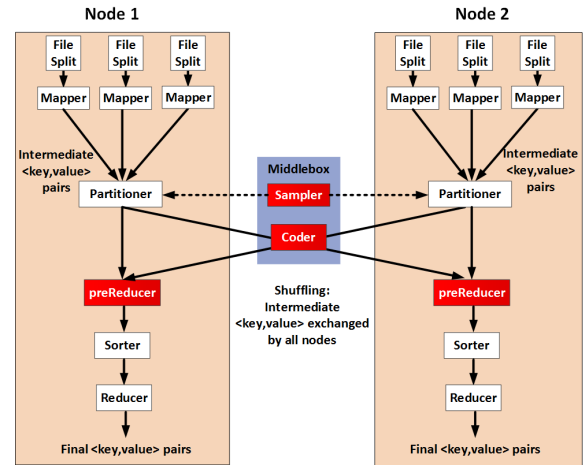 Node 1
Node 2
File
Split
File
Split
File
Split
File
Split
File
Split
File
Split
Mapper
Mapper
Mapper
Mapper
Mapper
Mapper
Intermediate
<key,value>
pairs
Intermediate
<key,value>
pairs
Middlebox
Partitioner
Sampler
Partitioner
Coder
Shuffling:
Intermediate
<key,value> exchanged
by all nodes
preReducer
preReducer
Sorter
Sorter
Reducer
Reducer
Final <key,value> pairs
Final <key,value> pairs